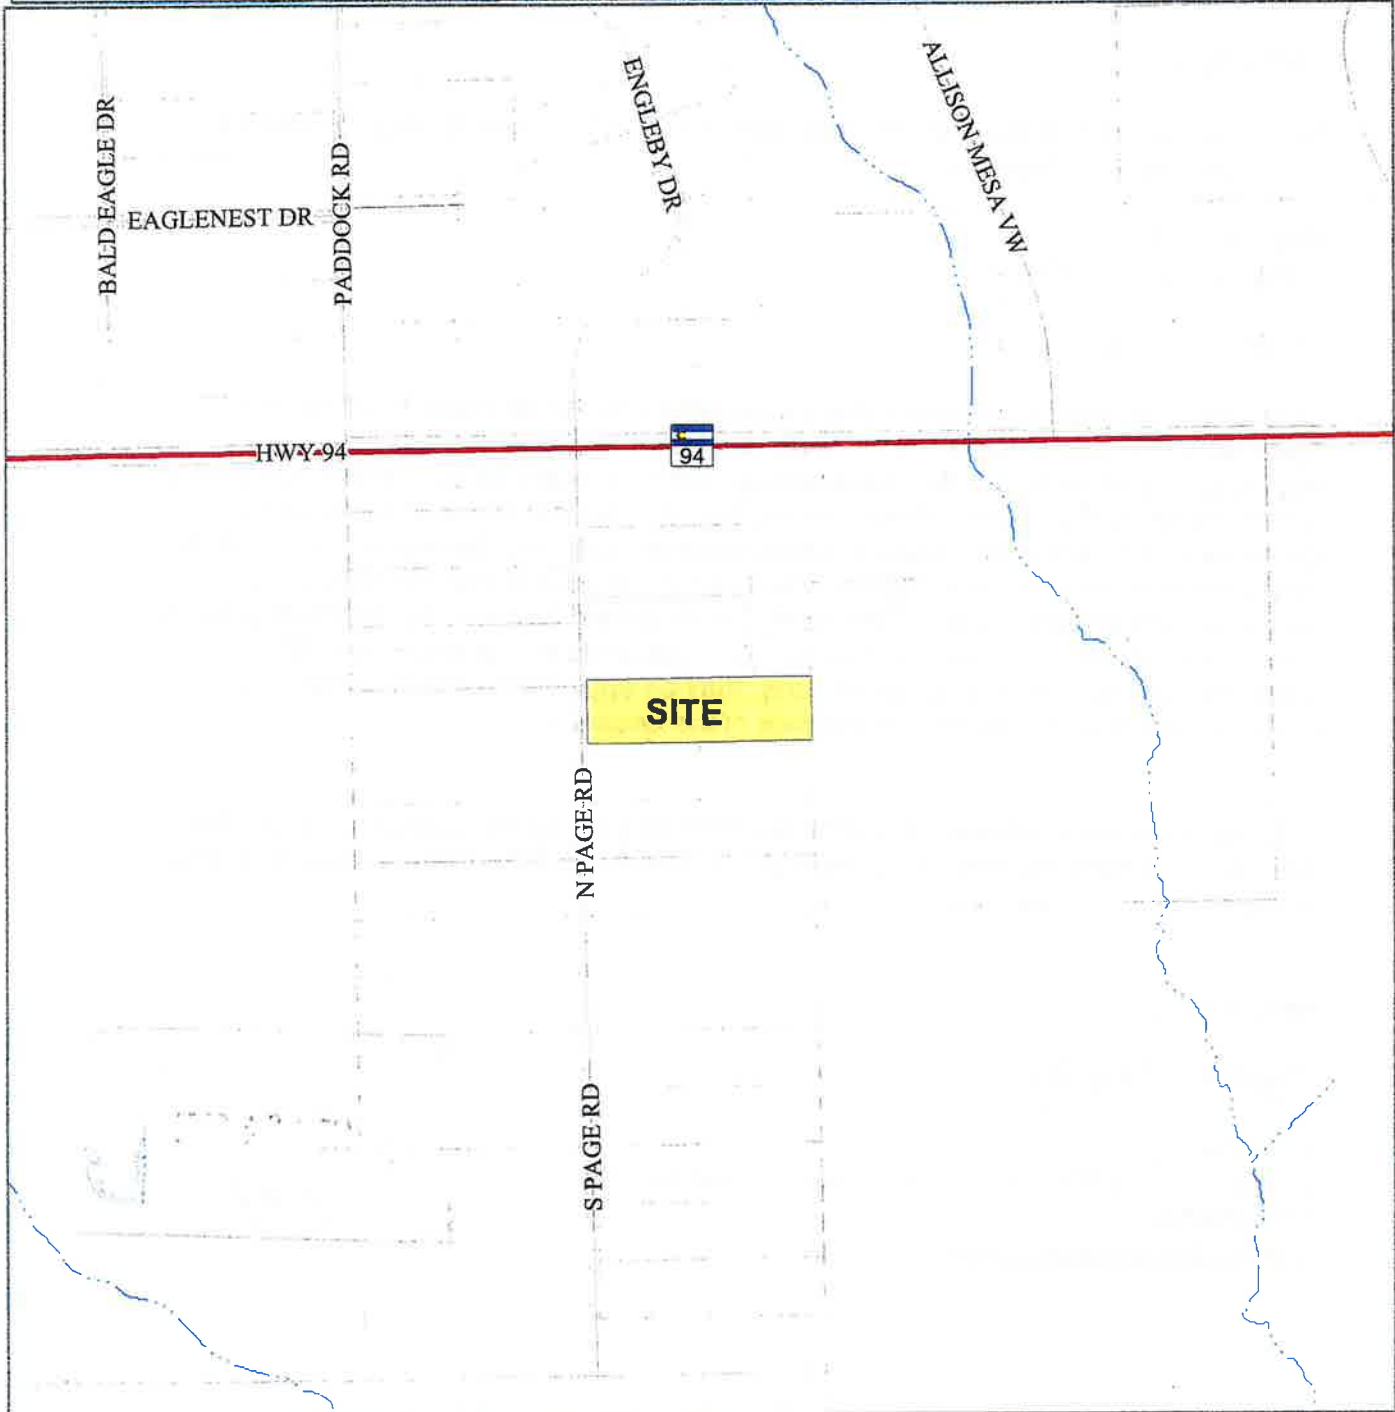 BALD EAGLE DR
EAGLENEST DR
PADDOCK RD
ENGLEBY DR
ALLISON MESA VW
HWY 94
94
SITE
N PAGE RD
S PAGE RD